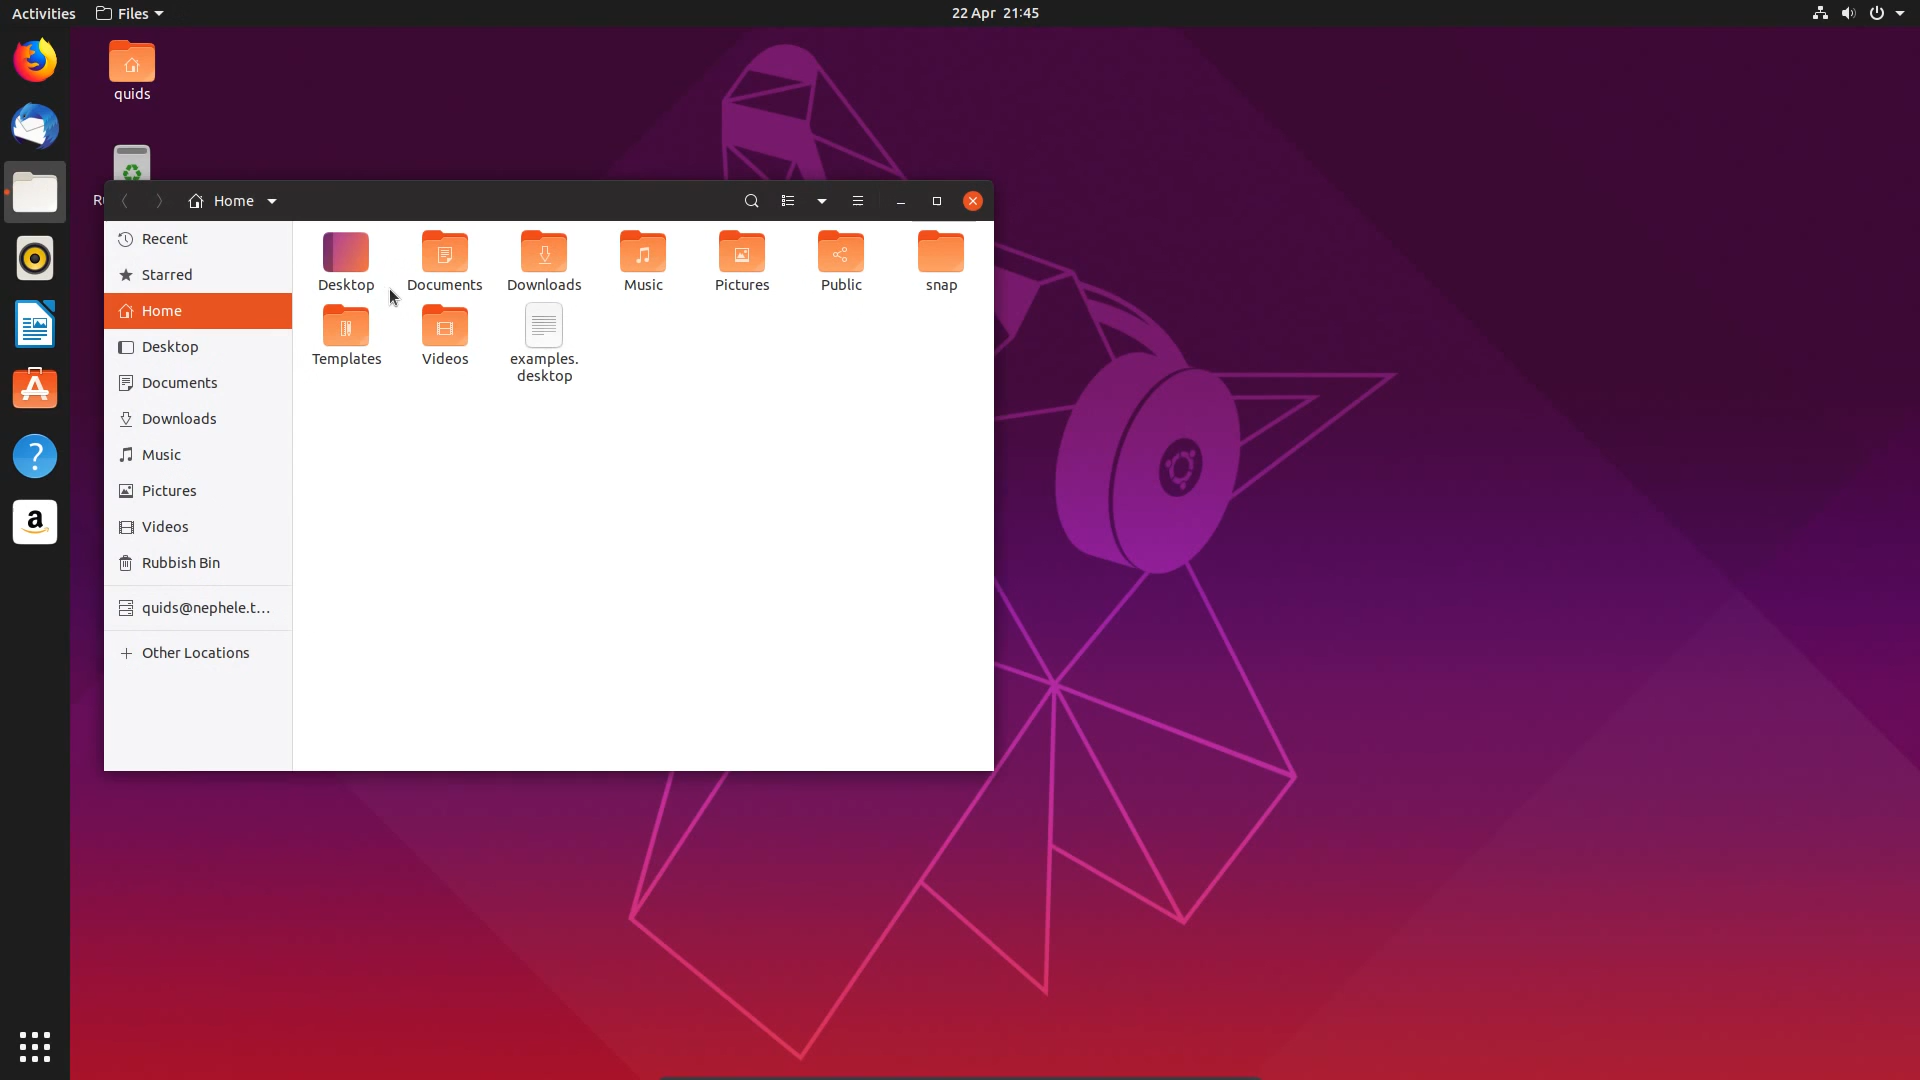 Activities
Files
22 Apr 21:45
quids
Home
Recent
Starred
Home
Desktop
Documents
Downloads
Music
Pictures
Videos
Rubbish Bin
quids@nephele.t...
Other Locations
Desktop
Documents
Downloads
Music
Pictures
Public
snap
Templates
Videos
examples.
desktop